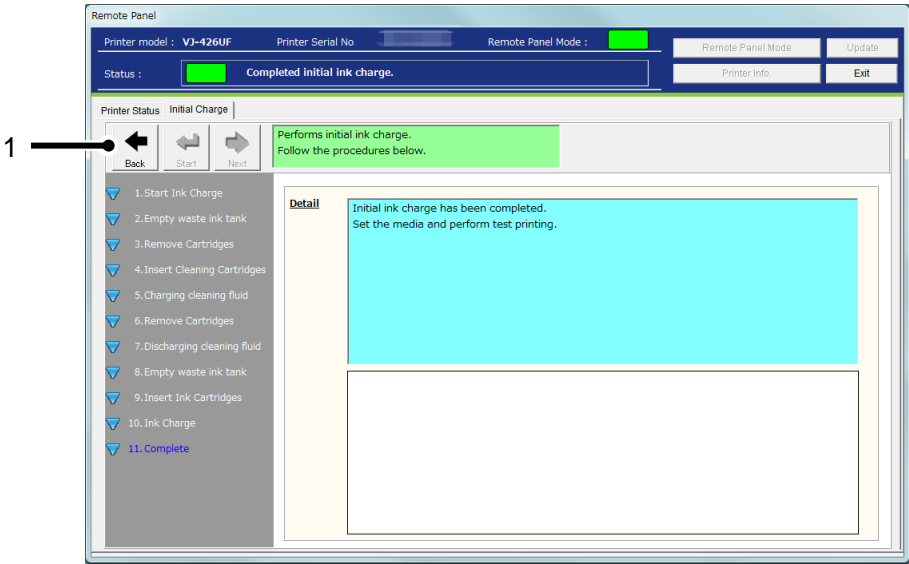 Remote Panel
Printer model : VJ-426UF Printer Serial No Remote Panel Mode :
Remote Panel Mode Update
Status : Completed initial ink charge.
Printer Info. Exit
Printer Status Initial Charge
1
Back Start Next
Performs initial ink charge.
Follow the procedures below.
1.Start Ink Charge
2.Empty waste ink tank
3.Remove Cartridges
4.Insert Cleaning Cartridges
5.Charging cleaning fluid
6.Remove Cartridges
7.Discharging cleaning fluid
8.Empty waste ink tank
9.Insert Ink Cartridges
10.Ink Charge
11.Complete
Detail
Initial ink charge has been completed.
Set the media and perform test printing.